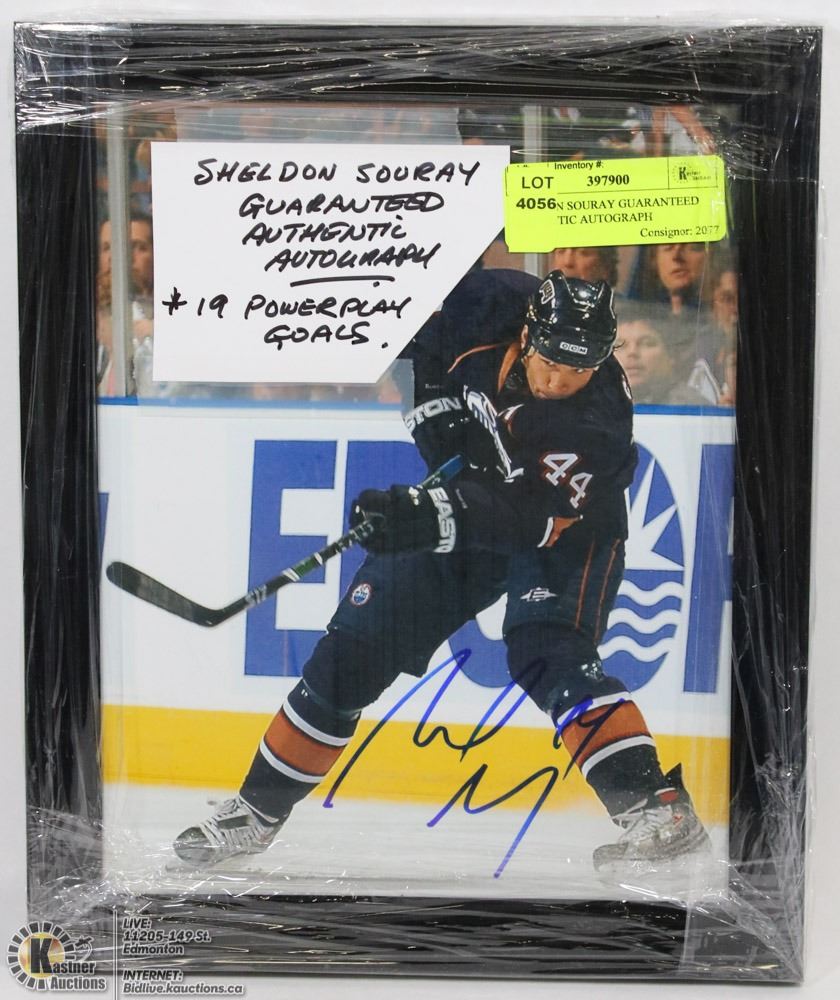 SHELDON SOURAY
GUARANTEED
AUTHENTIC
AUTOGRAPH
* 19 POWERPLAY
GOALS.
Inventory #:
LOT 397900
4056 N SOURAY GUARANTEED
TIC AUTOGRAPH
Consignor: 2077
CCM
44
EASTON
44
Kastner
Auctions
LIVE:
11205-149 St.
Edmonton
INTERNET:
Bidlive.kauctions.ca